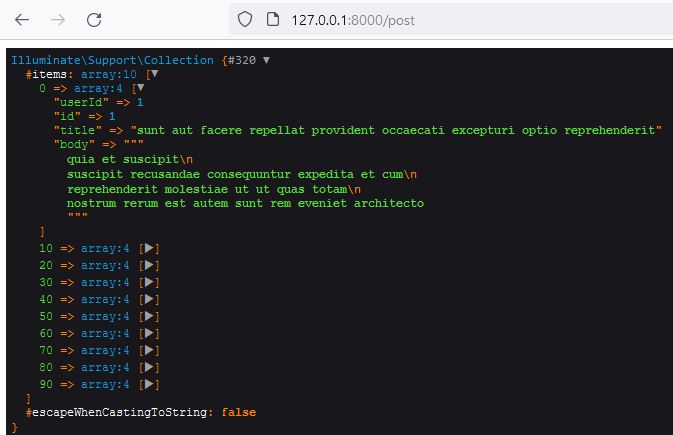 127.0.0.1:8000/post
Illuminate\Support\Collection {#320 ▼
#items: array:10 [▼
0 => array:4 [▼
"userId" => 1
"id" => 1
"title" => "sunt aut facere repellat provident occaecati excepturi optio reprehenderit"
"body" => """
quia et suscipit\n
suscipit recusandae consequuntur expedita et cum\n
reprehenderit molestiae ut ut quas totam\n
nostrum rerum est autem sunt rem eveniet architecto
"""
]
10 => array:4 [▶]
20 => array:4 [▶]
30 => array:4 [▶]
40 => array:4 [▶]
50 => array:4 [▶]
60 => array:4 [▶]
70 => array:4 [▶]
80 => array:4 [▶]
90 => array:4 [▶]
]
#escapeWhenCastingToString: false
}